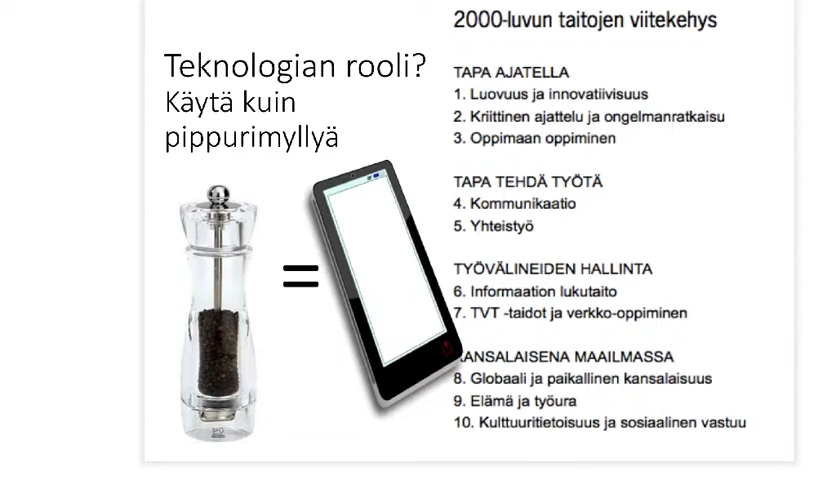 Teknologian rooli?
Käytä kuin
pippurimyllyä
=
2000-luvun taitojen viitekehys
TAPA AJATELLA
1. Luovuus ja innovatiivisuus
2. Kriittinen ajattelu ja ongelmanratkaisu
3. Oppimaan oppiminen
TAPA TEHDÄ TYÖTÄ
4. Kommunikaatio
5. Yhteistyö
TYÖVÄLINEIDEN HALLINTA
6. Informaation lukutaito
7. TVT -taidot ja verkko-oppiminen
KANSALAISENA MAAILMASSA
8. Globaali ja paikallinen kansalaisuus
9. Elämä ja työura
10. Kulttuuritietoisuus ja sosiaalinen vastuu